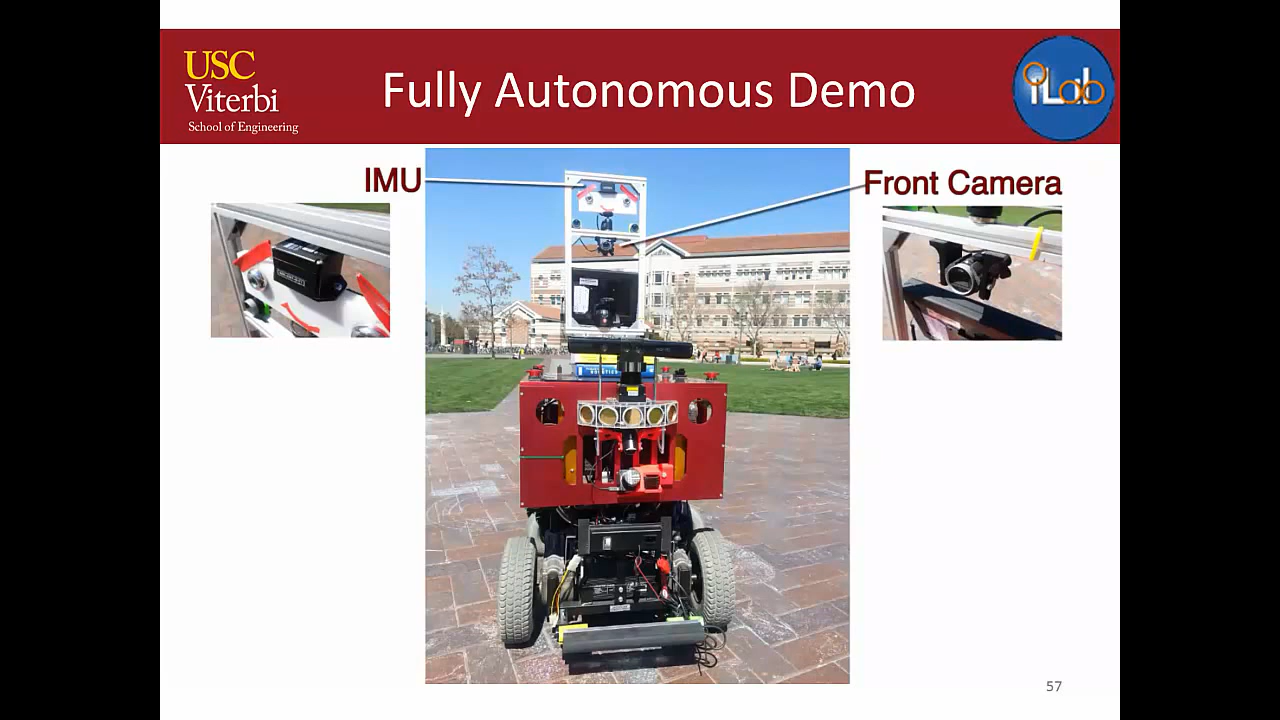 USC
Viterbi
School of Engineering
Fully Autonomous Demo
iLab
IMU
Front Camera
57